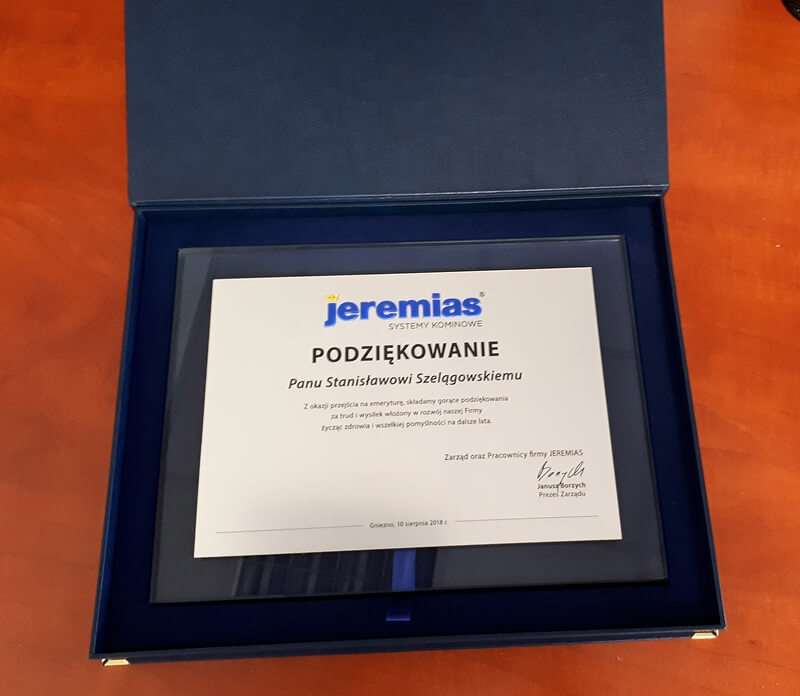 jeremias®
SYSTEMY KOMINOWE
PODZIĘKOWANIE
Panu Stanisławowi Szelągowskiemu
Z okazji przejścia na emeryturę, składamy gorące podziękowania
za trud i wysiłek włożony w rozwój naszej Firmy
życząc zdrowia i wszelkiej pomyślności na dalsze lata.
Zarząd oraz Pracownicy firmy JEREMIAS
Borzych
Janusz Borzych
Prezes Zarządu
Gniezno, 10 sierpnia 2018 r.